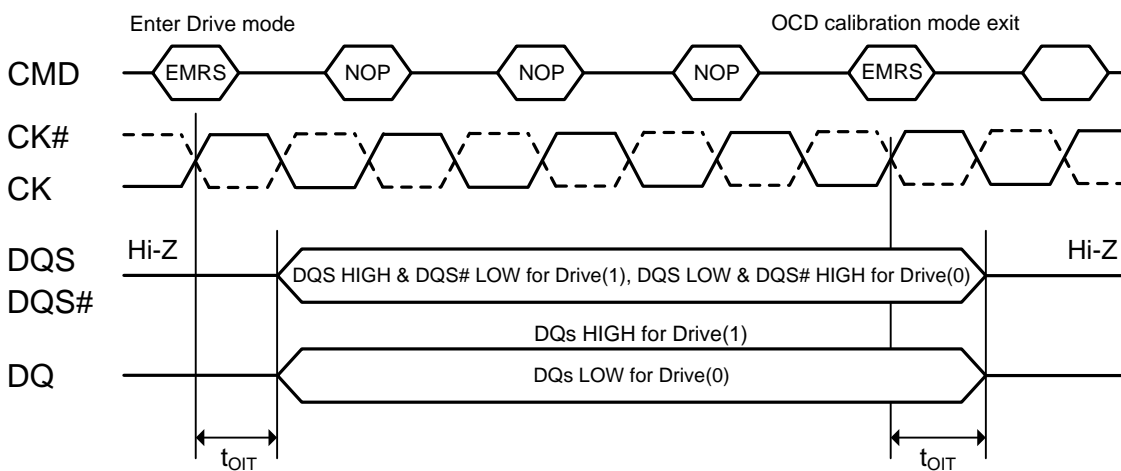 Enter Drive mode
OCD calibration mode exit
CMD
EMRS
NOP
NOP
NOP
EMRS
CK#
CK
Hi-Z
Hi-Z
DQS
DQS#
DQS HIGH & DQS# LOW for Drive(1), DQS LOW & DQS# HIGH for Drive(0)
DQs HIGH for Drive(1)
DQ
DQs LOW for Drive(0)
tOIT
tOIT